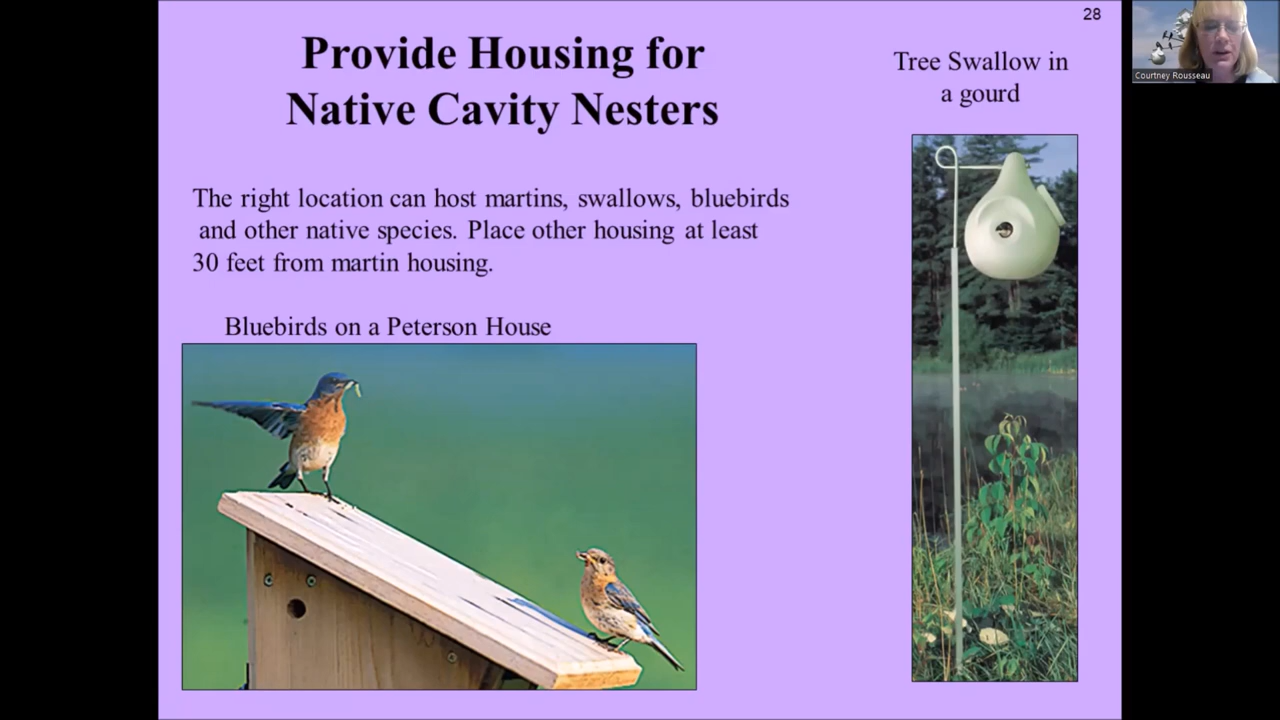 28
Provide Housing for
Native Cavity Nesters
Tree Swallow in
a gourd
The right location can host martins, swallows, bluebirds
and other native species. Place other housing at least
30 feet from martin housing.
Bluebirds on a Peterson House
Courtney Rousseau